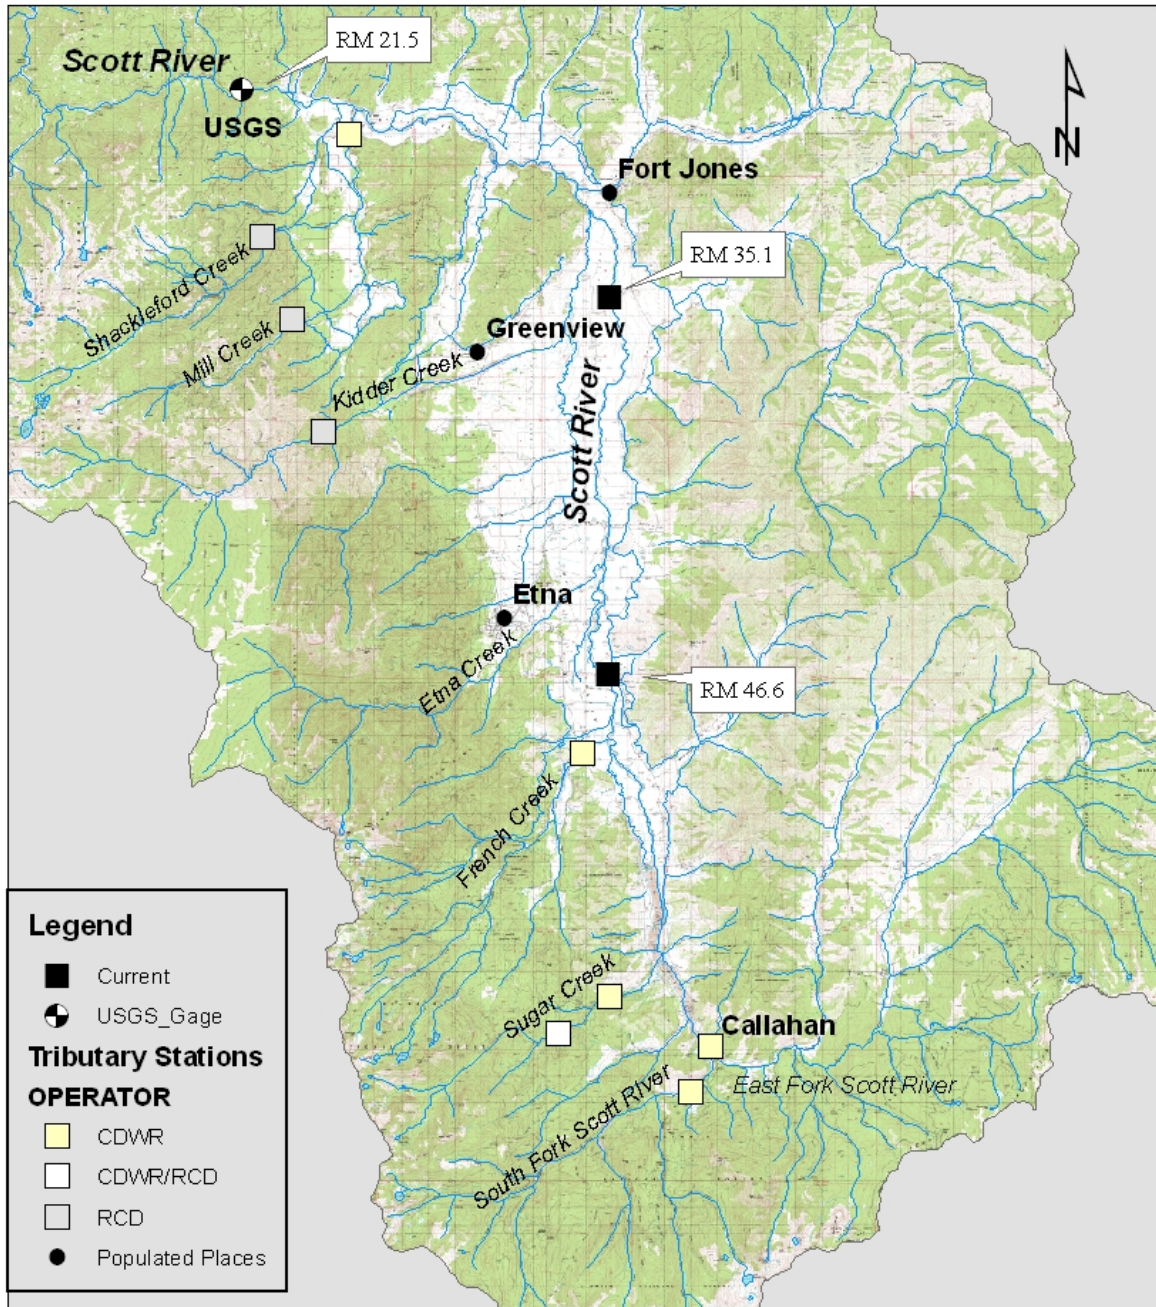 RM 21.5
Scott River
USGS
Fort Jones
RM 35.1
Shackleford Creek
Mill Creek
Greenview
Kidder Creek
Scott River
Etna
Etna Creek
RM 46.6
French Creek
Sugar Creek
Callahan
East Fork Scott River
South Fork Scott River
N
Legend
Current
USGS_Gage
Tributary Stations
OPERATOR
CDWR
CDWR/RCD
RCD
Populated Places